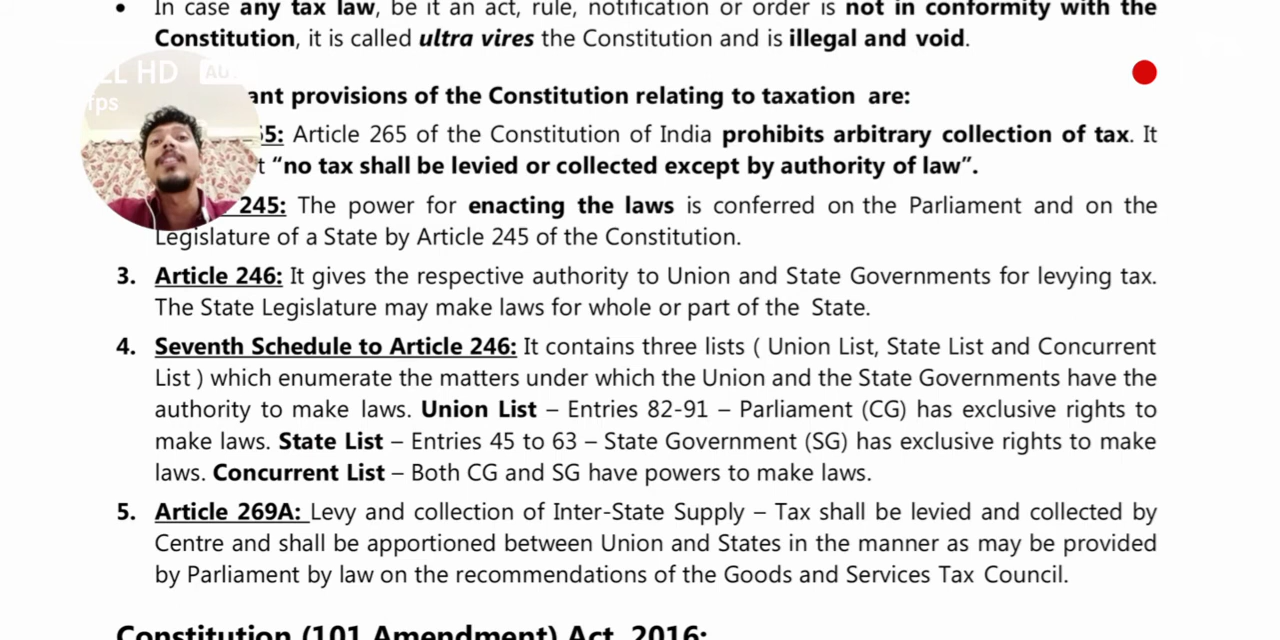 • In case any tax law, be it an act, rule, notification or order is not in conformity with the
Constitution, it is called ultra vires the Constitution and is illegal and void.
HD AU
fps
ant provisions of the Constitution relating to taxation are:
5: Article 265 of the Constitution of India prohibits arbitrary collection of tax. It
t “no tax shall be levied or collected except by authority of law”.
245: The power for enacting the laws is conferred on the Parliament and on the
Legislature of a State by Article 245 of the Constitution.
3. Article 246: It gives the respective authority to Union and State Governments for levying tax.
The State Legislature may make laws for whole or part of the State.
4. Seventh Schedule to Article 246: It contains three lists ( Union List, State List and Concurrent
List ) which enumerate the matters under which the Union and the State Governments have the
authority to make laws. Union List – Entries 82-91 – Parliament (CG) has exclusive rights to
make laws. State List – Entries 45 to 63 – State Government (SG) has exclusive rights to make
laws. Concurrent List – Both CG and SG have powers to make laws.
5. Article 269A: Levy and collection of Inter-State Supply – Tax shall be levied and collected by
Centre and shall be apportioned between Union and States in the manner as may be provided
by Parliament by law on the recommendations of the Goods and Services Tax Council.
Constitution (101 Amendment) Act, 2016: